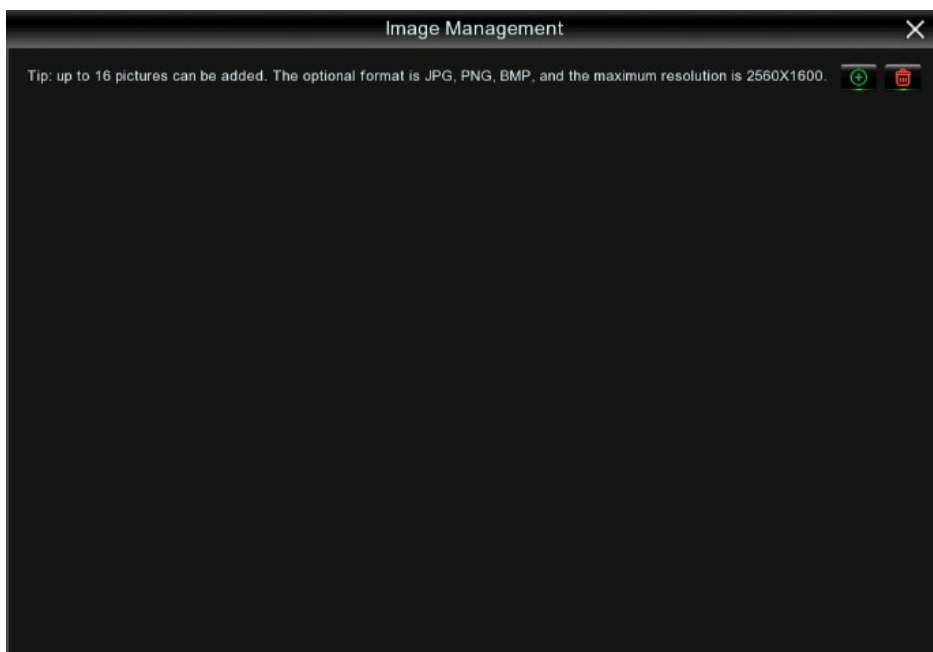 Image Management
Tip: up to 16 pictures can be added. The optional format is JPG, PNG, BMP, and the maximum resolution is 2560X1600.